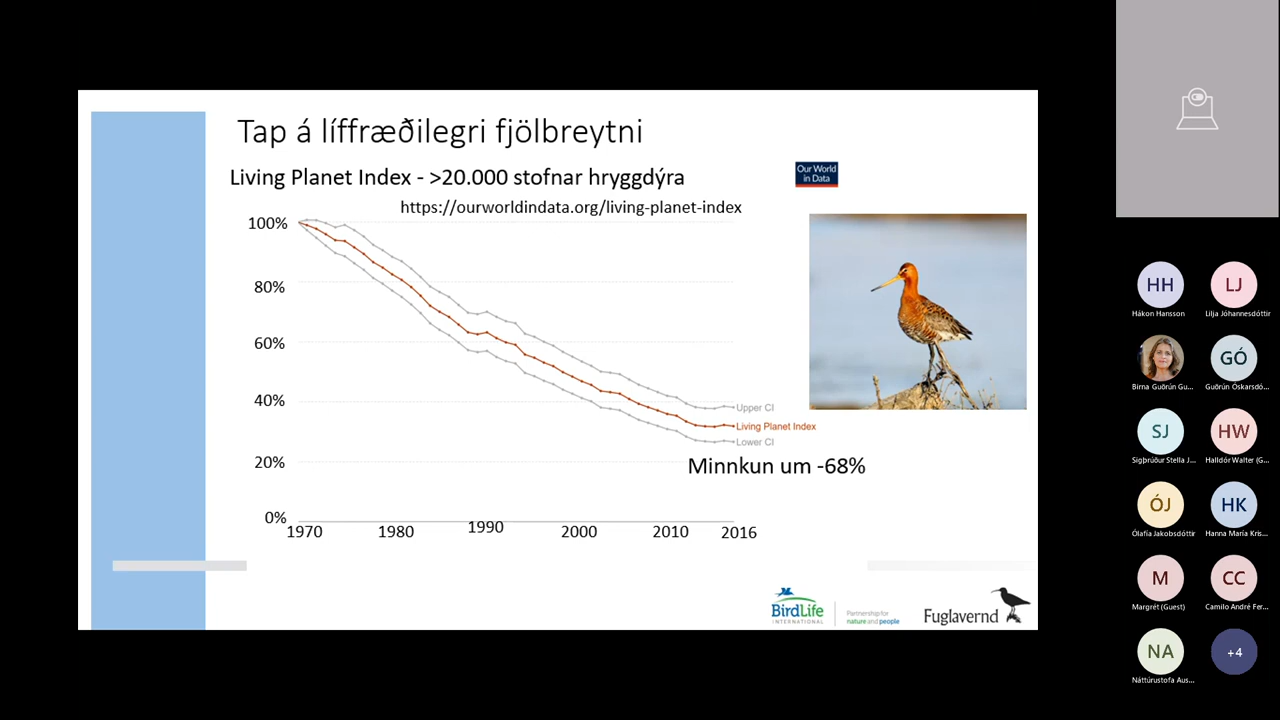 Tap á líffræðilegri fjölbreytni
Living Planet Index - >20.000 stofnar hryggdýra
Our World
in Data
https://ourworldindata.org/living-planet-index
100%
80%
60%
40%
20%
0%
Upper CI
Living Planet Index
Lower CI
Minnkun um -68%
1970
1980
1990
2000
2010
2016
BirdLife
INTERNATIONAL
Partnership for
nature and people
Fuglavernd
HH
Hákon Hansson
LJ
Lilja Jóhannesdóttir
Birna Guðrún Gu...
GÓ
Guðrún Óskarsdó...
SJ
Sigþrúður Stella J...
HW
Halldór Walter (G...
ÓJ
Ólafía Jakobsdóttir
HK
Hanna María Kris...
M
Margrét (Guest)
CC
Camilo André Fer...
NA
Náttúrustofa Aus...
+4